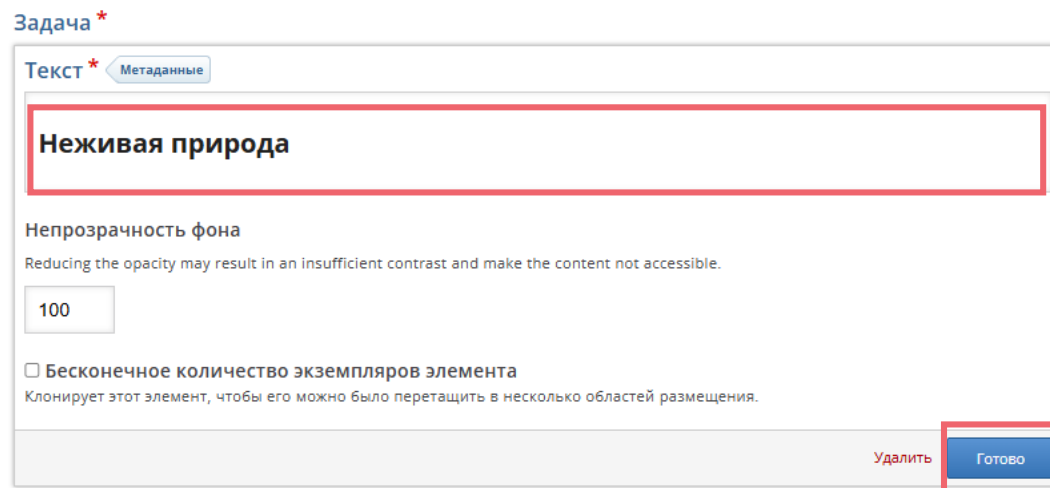 Задача *
Текст * Метаданные
Неживая природа
Непрозрачность фона
Reducing the opacity may result in an insufficient contrast and make the content not accessible.
100
Бесконечное количество экземпляров элемента
Клонирует этот элемент, чтобы его можно было перетащить в несколько областей размещения.
Удалить Готово